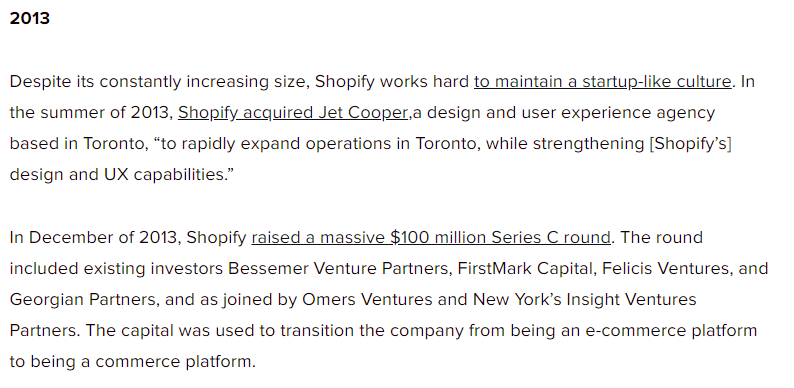 2013
Despite its constantly increasing size, Shopify works hard to maintain a startup-like culture. In
the summer of 2013, Shopify acquired Jet Cooper,a design and user experience agency
based in Toronto, “to rapidly expand operations in Toronto, while strengthening [Shopify’s]
design and UX capabilities.”
In December of 2013, Shopify raised a massive $100 million Series C round. The round
included existing investors Bessemer Venture Partners, FirstMark Capital, Felicis Ventures, and
Georgian Partners, and as joined by Omers Ventures and New York’s Insight Ventures
Partners. The capital was used to transition the company from being an e-commerce platform
to being a commerce platform.